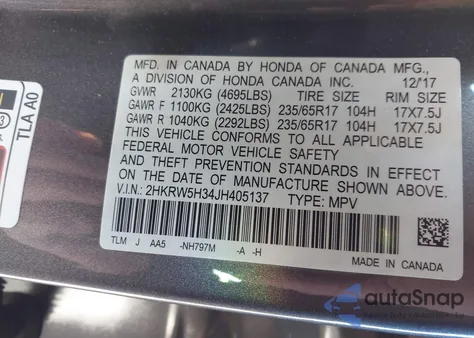 MFD. IN CANADA BY HONDA OF CANADA MFG.,
A DIVISION OF HONDA CANADA INC. 12/17
GVWR 2130KG (4695LBS) TIRE SIZE RIM SIZE
GAWR F 1100KG (2425LBS) 235/65R17 104H 17X7.5J
GAWR R 1040KG (2292LBS) 235/65R17 104H 17X7.5J
THIS VEHICLE CONFORMS TO ALL APPLICABLE
FEDERAL MOTOR VEHICLE SAFETY
AND THEFT PREVENTION STANDARDS IN EFFECT
ON THE DATE OF MANUFACTURE SHOWN ABOVE.
V.I.N.: 2HKRW5H34JH405137 TYPE: MPV
TLM J AA5 -NH797M -A -H
MADE IN CANADA
TLA A0
autoSnap